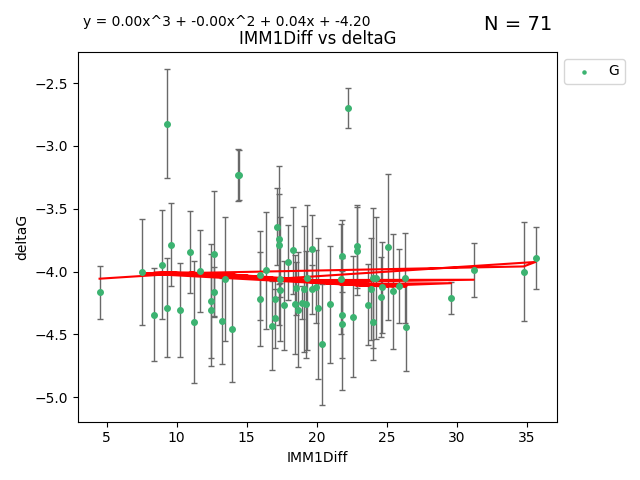 y = 0.00x^3 + -0.00x^2 + 0.04x + -4.20
N = 71
IMM1Diff vs deltaG
G
deltaG
−2.5
−3.0
−3.5
−4.0
−4.5
−5.0
5 10 15 20 25 30 35
IMM1Diff